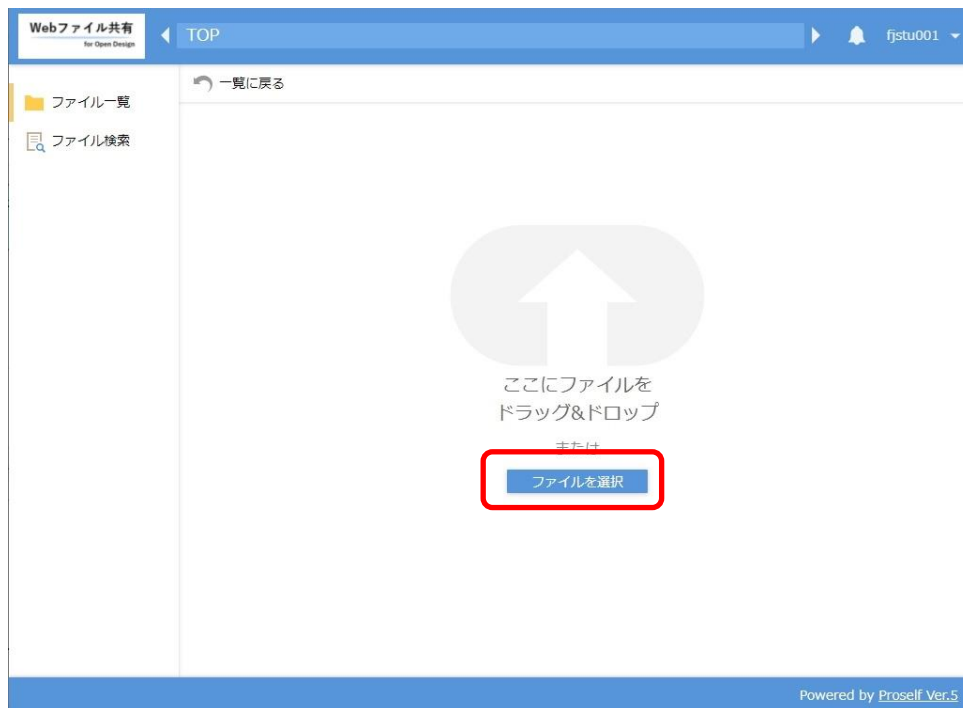 Webファイル共有
for Open Design
TOP
fjstu001
一覧に戻る
ファイル一覧
ファイル検索
ここにファイルを
ドラッグ&ドロップ
または
ファイルを選択
Powered by Proself Ver.5